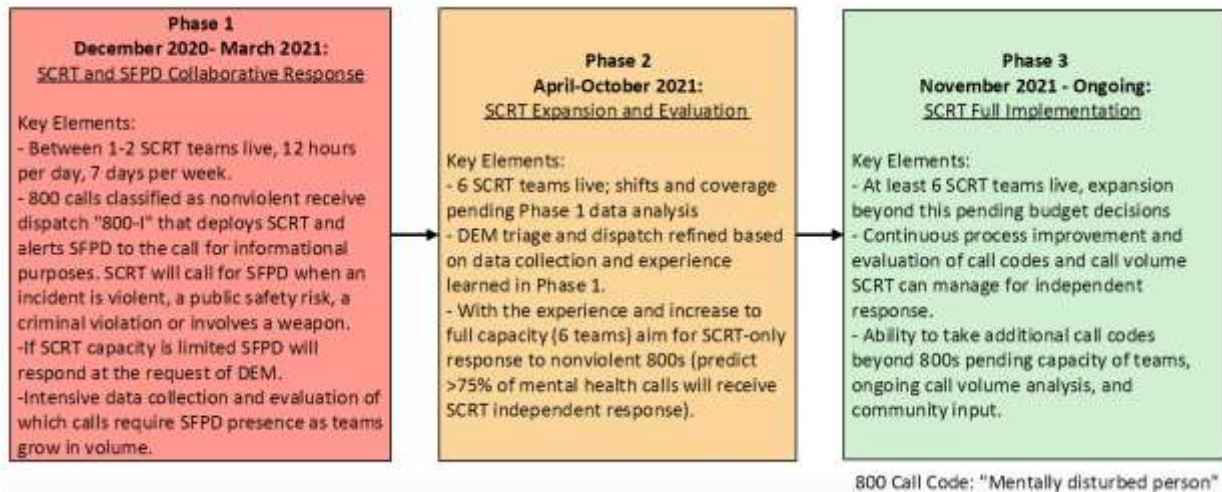 Phase 1
December 2020- March 2021:
SCRT and SFPD Collaborative Response
Key Elements:
- Between 1-2 SCRT teams live, 12 hours
per day, 7 days per week.
- 800 calls classified as nonviolent receive
dispatch "800-I" that deploys SCRT and
alerts SFPD to the call for informational
purposes. SCRT will call for SFPD when an
incident is violent, a public safety risk, a
criminal violation or involves a weapon.
-If SCRT capacity is limited SFPD will
respond at the request of DEM.
-Intensive data collection and evaluation of
which calls require SFPD presence as teams
grow in volume.
Phase 2
April-October 2021:
SCRT Expansion and Evaluation
Key Elements:
- 6 SCRT teams live; shifts and coverage
pending Phase 1 data analysis
- DEM triage and dispatch refined based
on data collection and experience
learned in Phase 1.
- With the experience and increase to
full capacity (6 teams) aim for SCRT-only
response to nonviolent 800s (predict
>75% of mental health calls will receive
SCRT independent response).
Phase 3
November 2021 - Ongoing:
SCRT Full Implementation
Key Elements:
- At least 6 SCRT teams live, expansion
beyond this pending budget decisions
- Continuous process improvement and
evaluation of call codes and call volume
SCRT can manage for independent
response.
- Ability to take additional call codes
beyond 800s pending capacity of teams,
ongoing call volume analysis, and
community input.
800 Call Code: "Mentally disturbed person"